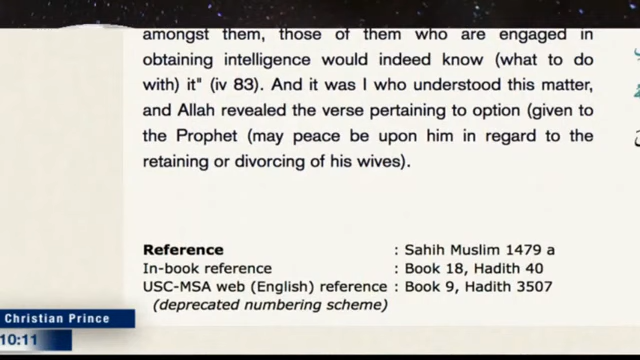 amongst them, those of them who are engaged in
obtaining intelligence would indeed know (what to do
with) it" (iv 83). And it was I who understood this matter,
and Allah revealed the verse pertaining to option (given to
the Prophet (may peace be upon him in regard to the
retaining or divorcing of his wives).
Reference : Sahih Muslim 1479 a
In-book reference : Book 18, Hadith 40
USC-MSA web (English) reference : Book 9, Hadith 3507
(deprecated numbering scheme)
Christian Prince
10:11